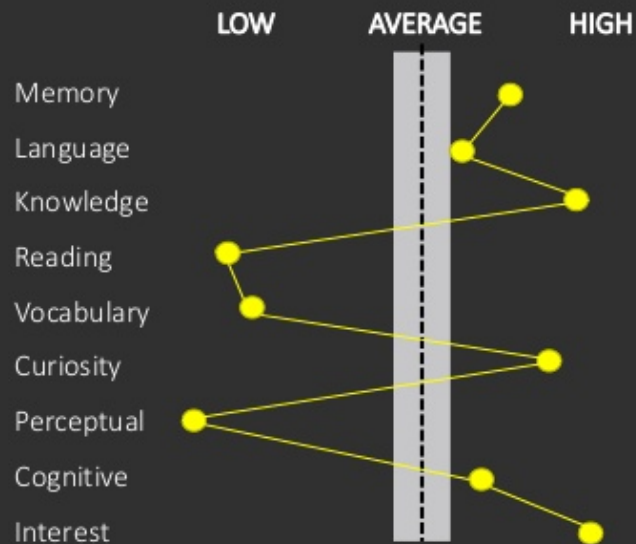 LOW AVERAGE HIGH
Memory
Language
Knowledge
Reading
Vocabulary
Curiosity
Perceptual
Cognitive
Interest